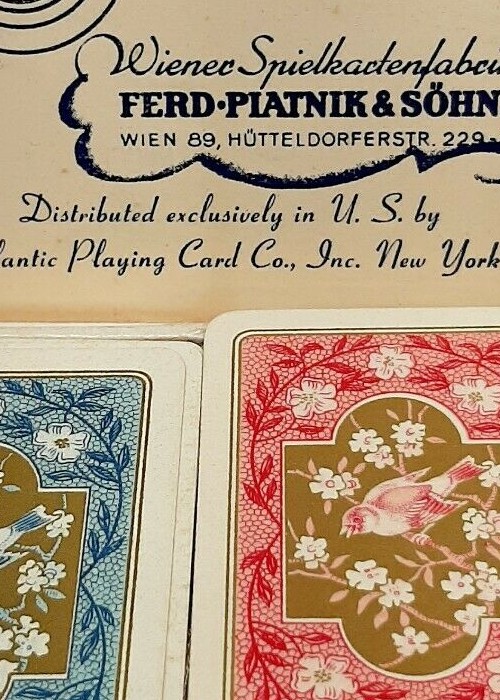 Wiener Spielkartenfabri
FERD·PIATNIK & SÖHN
WIEN 89, HÜTTELDORFERSTR. 229-
Distributed exclusively in U. S. by
lantic Playing Card Co., Inc. New York